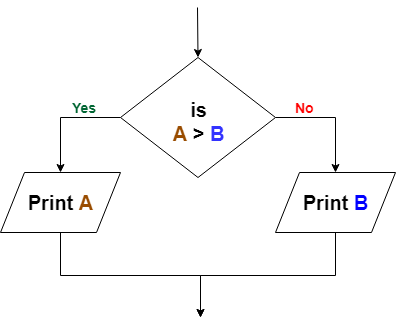 Yes
is
A > B
No
Print A
Print B